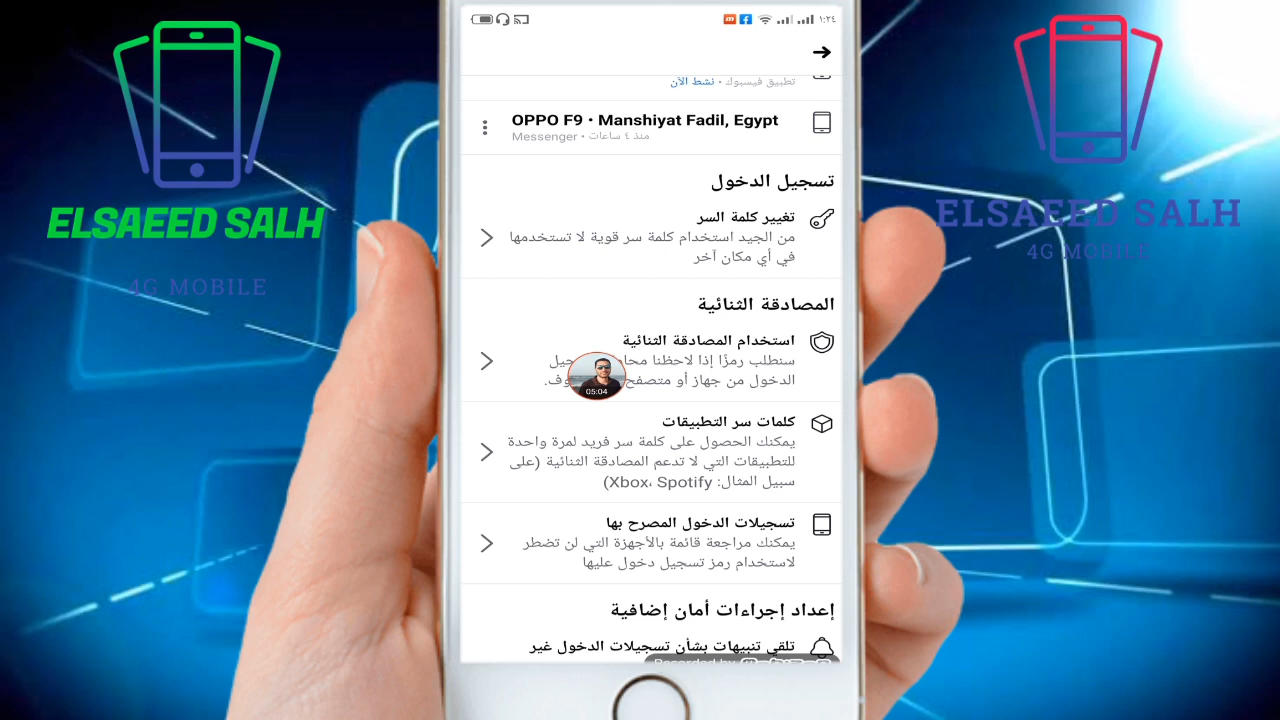 ELSAEED SALH
4G MOBILE
ELSAEED SALH
4G MOBILE
١:٢٤
تطبيق فيسبوك • نشط الآن
OPPO F9 • Manshiyat Fadil, Egypt
Messenger • منذ ٤ ساعات
تسجيل الدخول
تغيير كلمة السر
من الجيد استخدام كلمة سر قوية لا تستخدمها
في أي مكان آخر
المصادقة الثنائية
استخدام المصادقة الثنائية
سنطلب رمزًا إذا لاحظنا
الدخول من جهاز أو متصفح
05:04
كلمات سر التطبيقات
يمكنك الحصول على كلمة سر فريد لمرة واحدة
للتطبيقات التي لا تدعم المصادقة الثنائية (على
سبيل المثال: Xbox، Spotify)
تسجيلات الدخول المصرح بها
يمكنك مراجعة قائمة بالأجهزة التي لن تضطر
لاستخدام رمز تسجيل دخول عليها
إعداد إجراءات أمان إضافية
تلقي تنبيهات بشأن تسجيلات الدخول غير
Recorded by